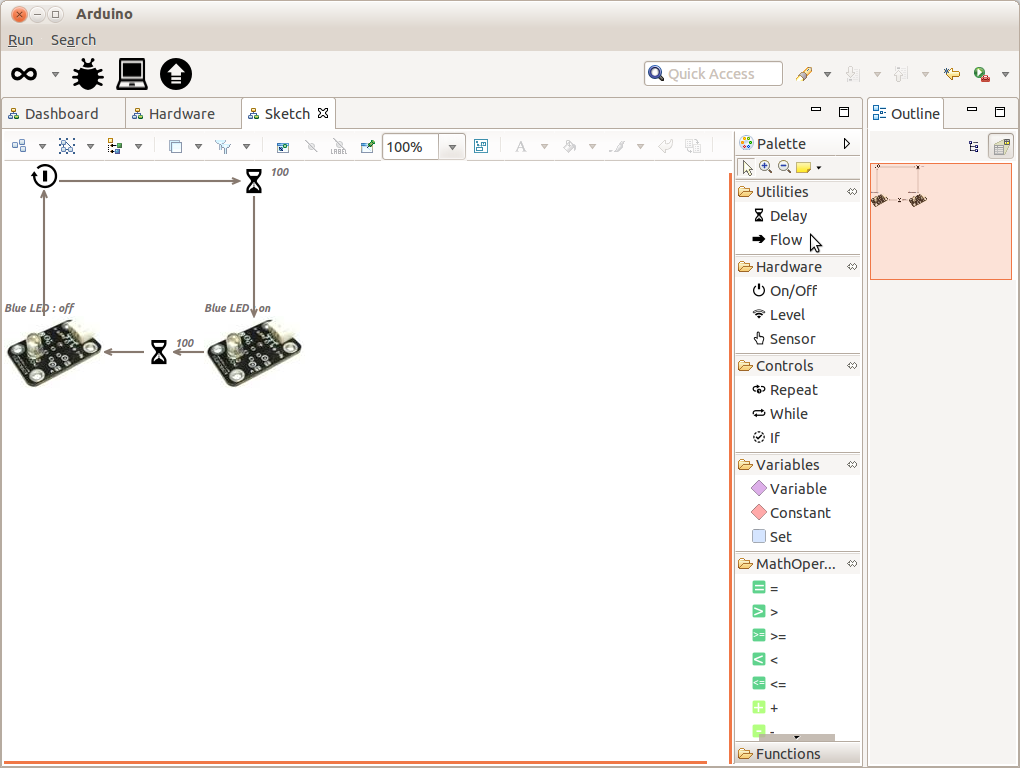 Arduino
Run Search
Quick Access
Dashboard Hardware Sketch Outline
LABEL A 100% Palette
100
Blue LED : off Blue LED : on
100
Utilities
Delay
Flow
Hardware
On/Off
Level
Sensor
Controls
Repeat
While
If
Variables
Variable
Constant
Set
MathOper...
= =
> >
>= >=
< <
<= <=
+ +
- -
Functions